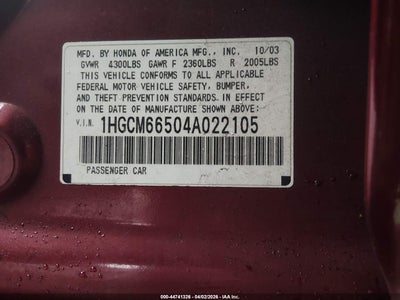 MFD. BY HONDA OF AMERICA MFG., INC. 10/03
GVWR 4300LBS GAWR F 2360LBS R 2005LBS
THIS VEHICLE CONFORMS TO ALL APPLICABLE
FEDERAL MOTOR VEHICLE SAFETY, BUMPER,
AND THEFT PREVENTION STANDARDS IN EFFECT
ON THE DATE OF MANUFACTURE SHOWN ABOVE.
V.I.N. 1HGCM66504A022105
PASSENGER CAR
000-44741326 - 04/02/2026 - IAA Inc.